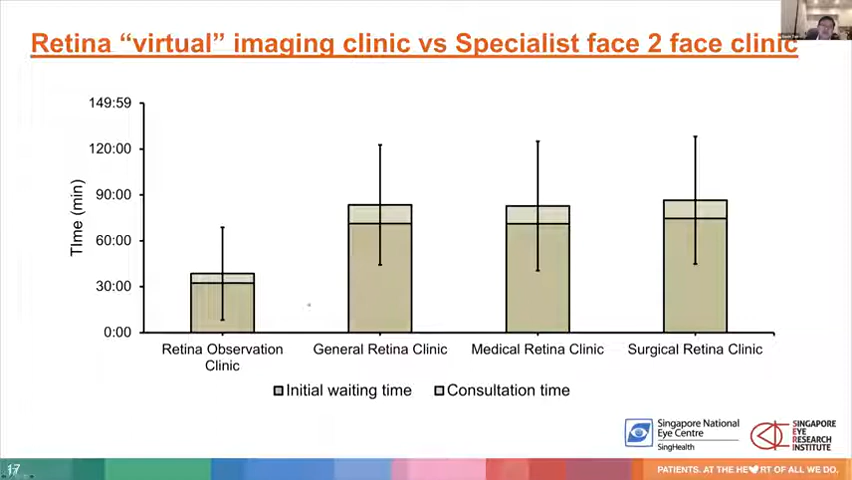 Retina “virtual” imaging clinic vs Specialist face 2 face clinic
149:59
120:00
90:00
60:00
30:00
0:00
TIme (min)
Retina Observation
Clinic
General Retina Clinic
Medical Retina Clinic
Surgical Retina Clinic
Initial waiting time
Consultation time
Singapore National
Eye Centre
SingHealth
SINGAPORE
EYE
RESEARCH
INSTITUTE
17
PATIENTS. AT THE HE RT OF ALL WE DO.